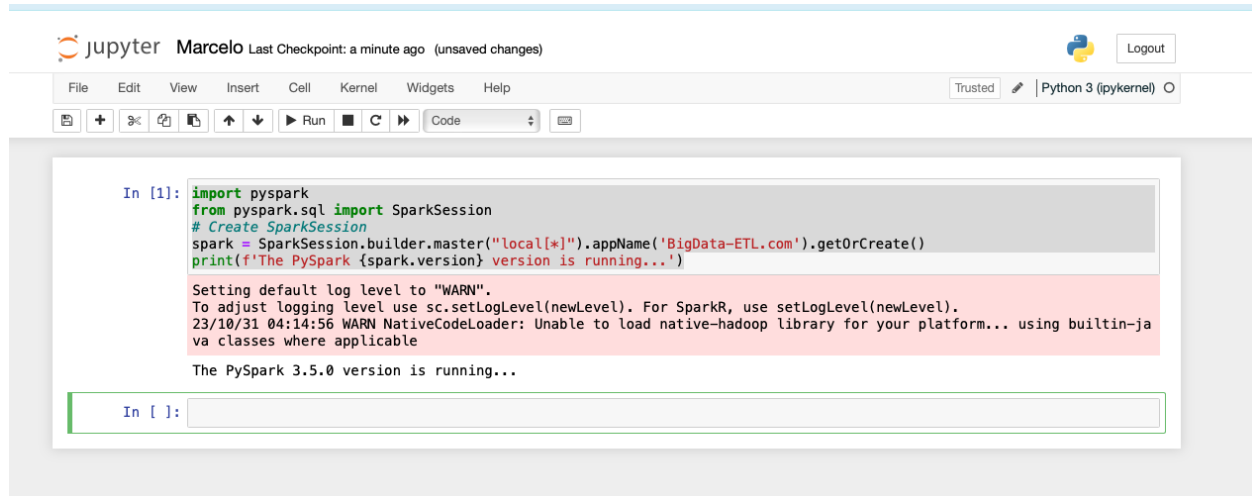 jupyter Marcelo Last Checkpoint: a minute ago (unsaved changes)
Logout
File Edit View Insert Cell Kernel Widgets Help
Trusted Python 3 (ipykernel)
Run Code
In [1]: import pyspark
from pyspark.sql import SparkSession
# Create SparkSession
spark = SparkSession.builder.master("local[*]").appName('BigData-ETL.com').getOrCreate()
print(f'The PySpark {spark.version} version is running...')
Setting default log level to "WARN".
To adjust logging level use sc.setLogLevel(newLevel). For SparkR, use setLogLevel(newLevel).
23/10/31 04:14:56 WARN NativeCodeLoader: Unable to load native-hadoop library for your platform... using builtin-ja
va classes where applicable
The PySpark 3.5.0 version is running...
In [ ]: